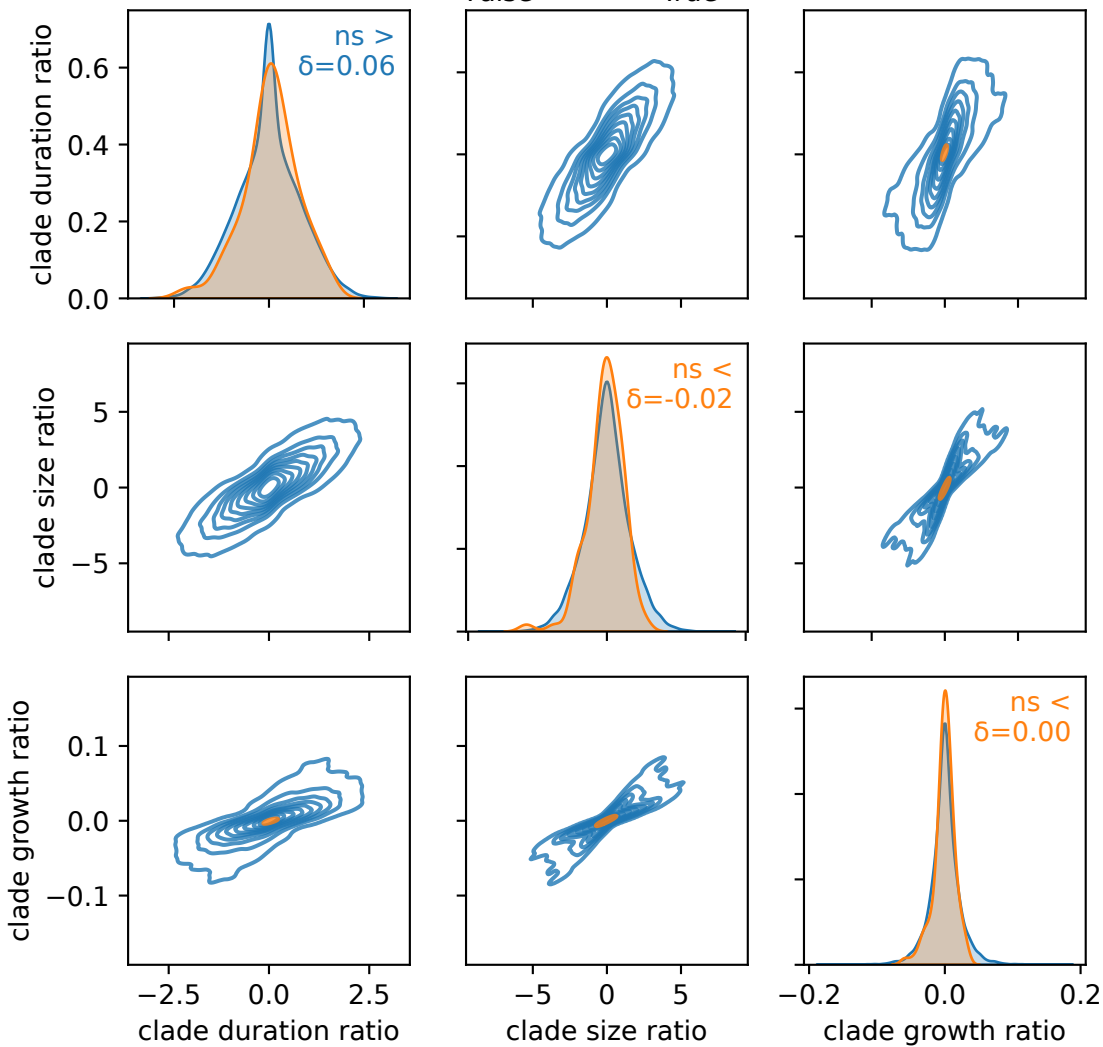 ns >
δ=0.06
clade duration ratio
0.6
0.4
0.2
0.0
ns <
δ=-0.02
clade size ratio
5
0
−5
ns <
δ=0.00
clade growth ratio
0.1
0.0
−0.1
−2.5 0.0 2.5
clade duration ratio
−5 0 5
clade size ratio
−0.2 0.0 0.2
clade growth ratio